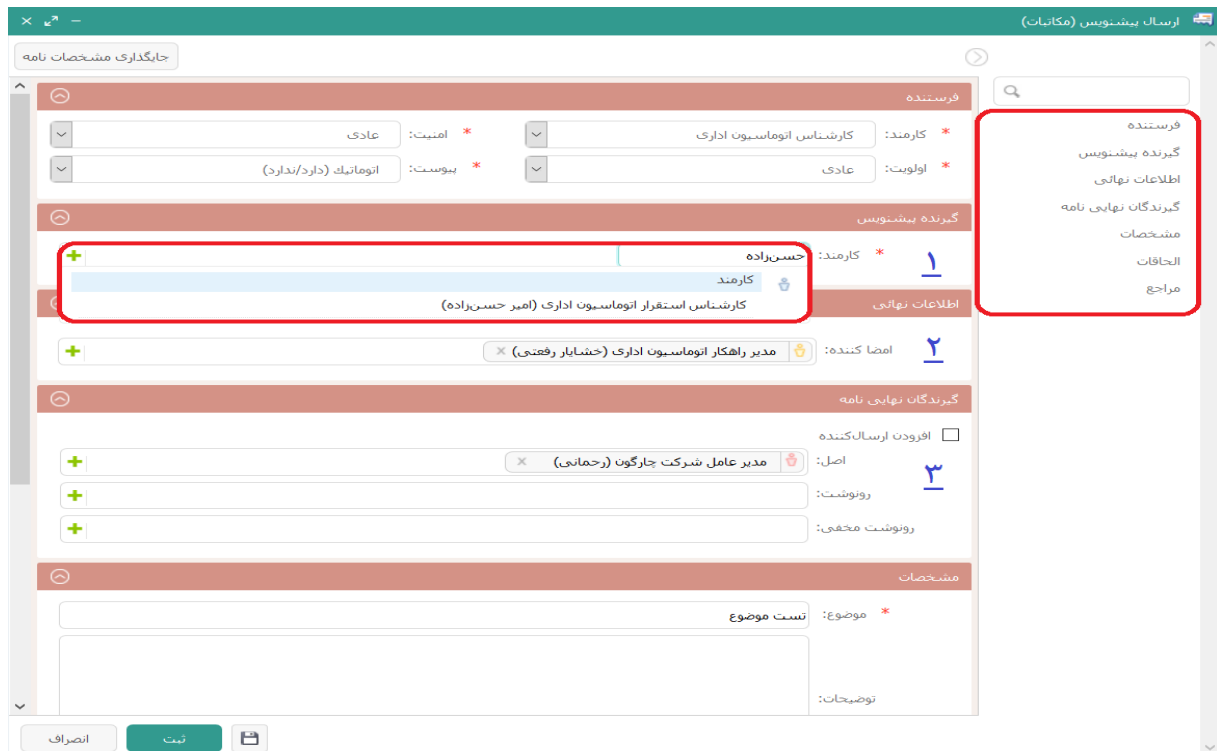 ارسال پیشنویس (مکاتبات)
جایگذاری مشخصات نامه
فرستنده
گیرنده پیشنویس
اطلاعات نهائی
گیرندگان نهایی نامه
مشخصات
الحاقات
مراجع
فرستنده
* کارمند: کارشناس اتوماسیون اداری * امنیت: عادی
* اولویت: عادی * پیوست: اتوماتیك (دارد/ندارد)
گیرنده پیشنویس
* کارمند: حسن‌زاده
۱
کارمند
کارشناس استقرار اتوماسیون اداری (امیر حسن‌زاده)
اطلاعات نهائی
۲
امضا کننده: مدیر راهکار اتوماسیون اداری (خشایار رفعتی) ×
گیرندگان نهایی نامه
افزودن ارسال‌کننده
اصل: مدیر عامل شرکت چارگون (رحمانی) ×
۳
رونوشت:
رونوشت مخفی:
مشخصات
* موضوع: تست موضوع
توضیحات:
ثبت
انصراف